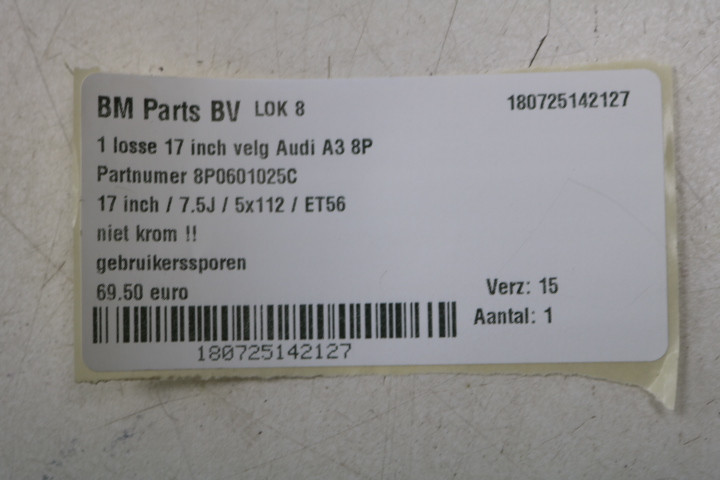 BM Parts BV LOK 8 180725142127
1 losse 17 inch velg Audi A3 8P
Partnumer 8P0601025C
17 inch / 7.5J / 5x112 / ET56
niet krom !!
gebruikerssporen
69.50 euro Verz: 15
Aantal: 1
180725142127